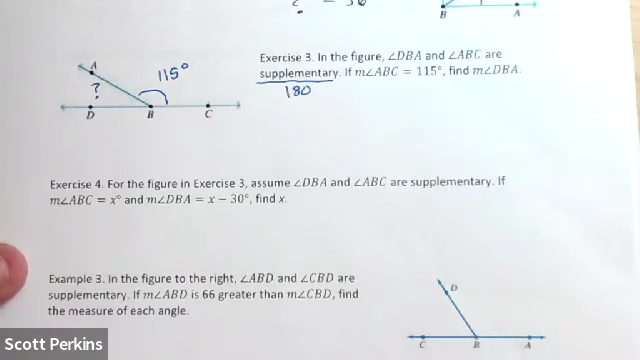 ? = 56
B A
A
115°
?
D B C
Exercise 3. In the figure, ∠DBA and ∠ABC are
supplementary. If m∠ABC = 115°, find m∠DBA.
180
Exercise 4. For the figure in Exercise 3, assume ∠DBA and ∠ABC are supplementary. If
m∠ABC = x° and m∠DBA = x − 30°, find x.
Example 3. In the figure to the right, ∠ABD and ∠CBD are
supplementary. If m∠ABD is 66 greater than m∠CBD, find
the measure of each angle.
D
C B A
Scott Perkins